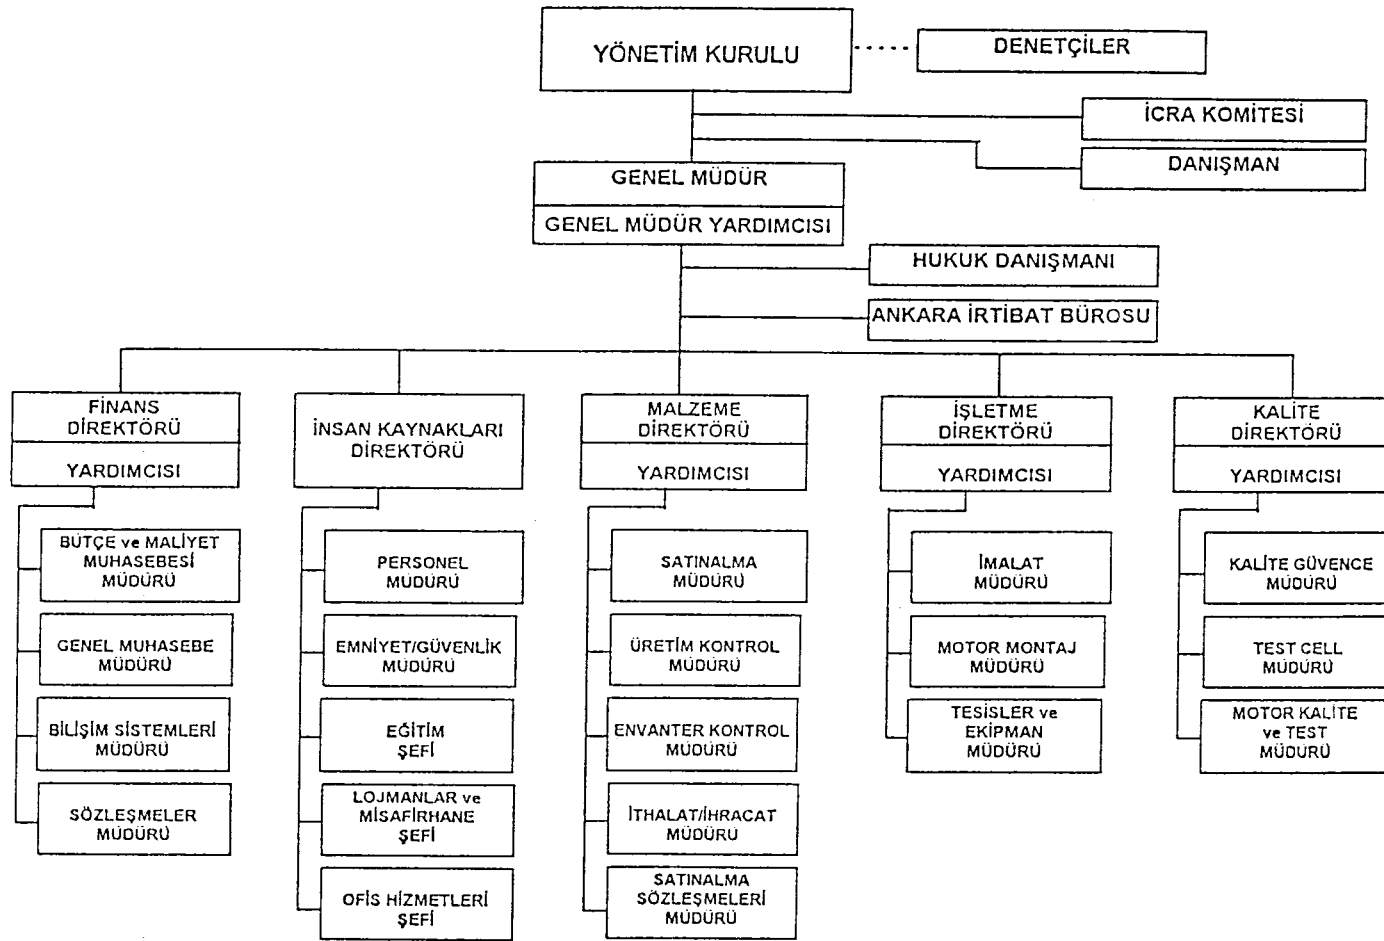 YÖNETİM KURULU
DENETÇİLER
İCRA KOMİTESİ
DANIŞMAN
GENEL MÜDÜR
GENEL MÜDÜR YARDIMCISI
HUKUK DANIŞMANI
ANKARA İRTİBAT BÜROSU
FİNANS
DİREKTÖRÜ
YARDIMCISI
BÜTÇE ve MALİYET
MUHASEBESİ
MÜDÜRÜ
GENEL MUHASEBE
MÜDÜRÜ
BİLİŞİM SİSTEMLERİ
MÜDÜRÜ
SÖZLEŞMELER
MÜDÜRÜ
İNSAN KAYNAKLARI
DİREKTÖRÜ
PERSONEL
MÜDÜRÜ
EMNİYET/GÜVENLİK
MÜDÜRÜ
EĞİTİM
ŞEFİ
LOJMANLAR ve
MİSAFİRHANE
ŞEFİ
OFİS HİZMETLERİ
ŞEFİ
MALZEME
DİREKTÖRÜ
YARDIMCISI
SATINALMA
MÜDÜRÜ
ÜRETİM KONTROL
MÜDÜRÜ
ENVANTER KONTROL
MÜDÜRÜ
İTHALAT/İHRACAT
MÜDÜRÜ
SATINALMA
SÖZLEŞMELERİ
MÜDÜRÜ
İŞLETME
DİREKTÖRÜ
YARDIMCISI
İMALAT
MÜDÜRÜ
MOTOR MONTAJ
MÜDÜRÜ
TESİSLER ve
EKİPMAN
MÜDÜRÜ
KALİTE
DİREKTÖRÜ
YARDIMCISI
KALİTE GÜVENCE
MÜDÜRÜ
TEST CELL
MÜDÜRÜ
MOTOR KALİTE
ve TEST
MÜDÜRÜ